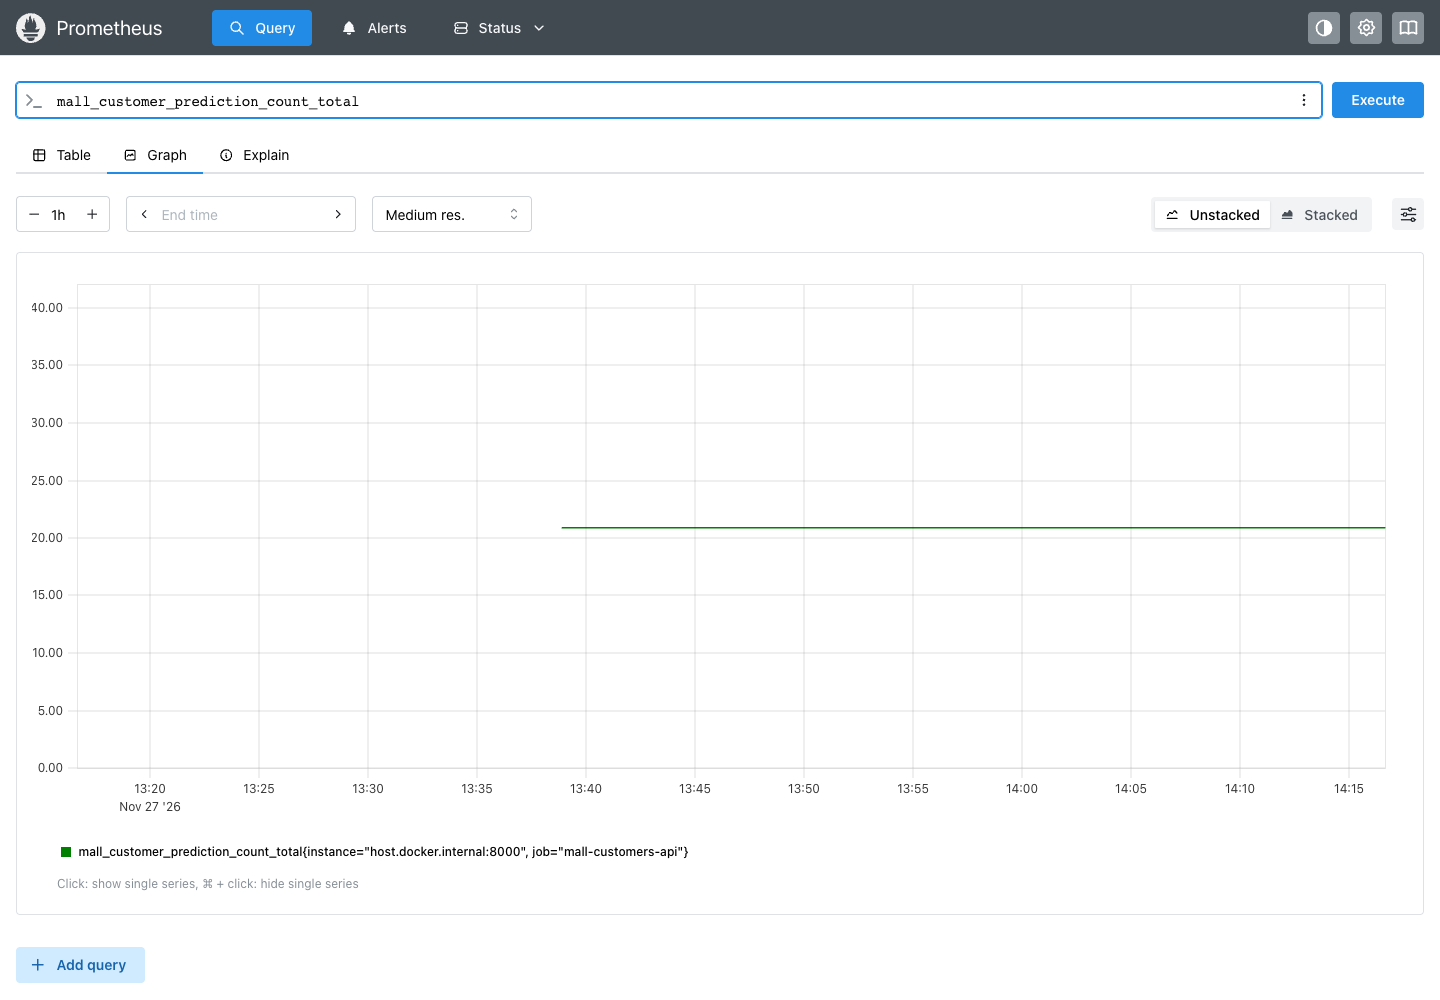 Prometheus
Query
Alerts
Status
>_ mall_customer_prediction_count_total
Execute
Table
Graph
Explain
1h
End time
Medium res.
Unstacked
Stacked
40.00
35.00
30.00
25.00
20.00
15.00
10.00
5.00
0.00
13:20 13:25 13:30 13:35 13:40 13:45 13:50 13:55 14:00 14:05 14:10 14:15
Nov 27 '26
mall_customer_prediction_count_total{instance="host.docker.internal:8000", job="mall-customers-api"}
Click: show single series, ⌘ + click: hide single series
+ Add query